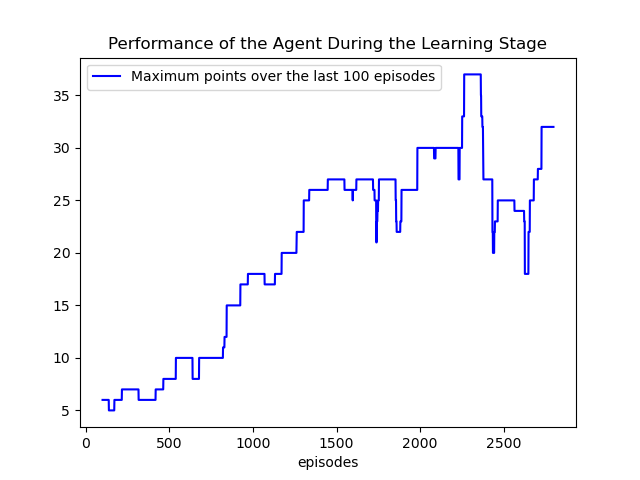 Performance of the Agent During the Learning Stage
Maximum points over the last 100 episodes
35
30
25
20
15
10
5
0 500 1000 1500 2000 2500
episodes